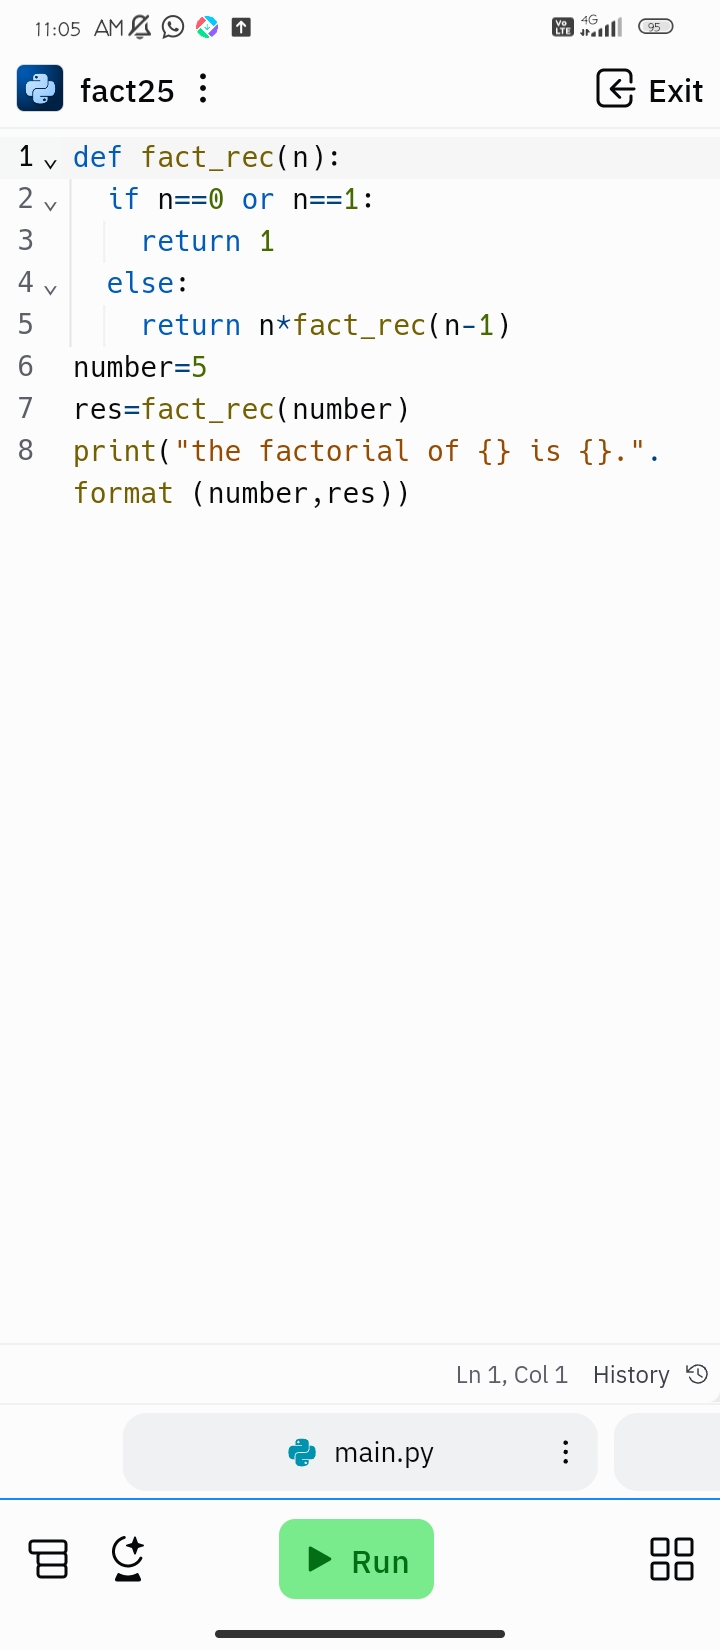 11:05 AM
Vo LTE 4G 95
fact25
Exit
1 def fact_rec(n):
2   if n==0 or n==1:
3     return 1
4   else:
5     return n*fact_rec(n-1)
6 number=5
7 res=fact_rec(number)
8 print("the factorial of {} is {}.".
format (number,res))
Ln 1, Col 1 History
main.py
Run